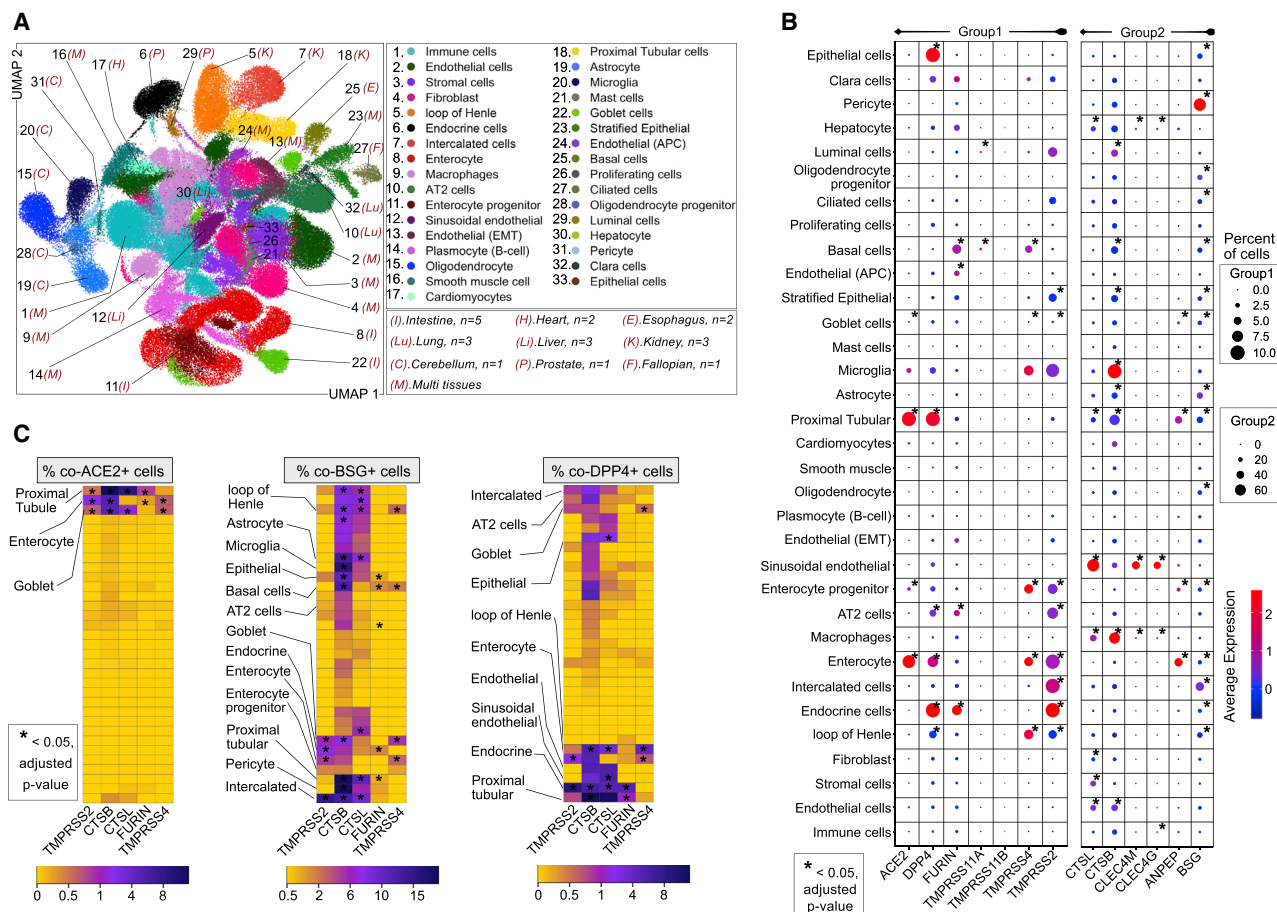 A
UMAP 2
UMAP 1
16(M)
6(P)
29(P)
5(K)
7(K)
18(K)
31(C)
17(H)
25(E)
20(C)
24(M)
23(M)
13(M)
15(C)
27(F)
30(Li)
32(Lu)
33
26
10(Lu)
28(C)
21(M)
2(M)
19(C)
3(M)
1(M)
4(M)
9(M)
12(Li)
8(I)
14(M)
22(I)
11(I)
1. Immune cells
2. Endothelial cells
3. Stromal cells
4. Fibroblast
5. loop of Henle
6. Endocrine cells
7. Intercalated cells
8. Enterocyte
9. Macrophages
10. AT2 cells
11. Enterocyte progenitor
12. Sinusoidal endothelial
13. Endothelial (EMT)
14. Plasmocyte (B-cell)
15. Oligodendrocyte
16. Smooth muscle cell
17. Cardiomyocytes
18. Proximal Tubular cells
19. Astrocyte
20. Microglia
21. Mast cells
22. Goblet cells
23. Stratified Epithelial
24. Endothelial (APC)
25. Basal cells
26. Proliferating cells
27. Ciliated cells
28. Oligodendrocyte progenitor
29. Luminal cells
30. Hepatocyte
31. Pericyte
32. Clara cells
33. Epithelial cells
(I).Intestine, n=5 (H).Heart, n=2 (E).Esophagus, n=2
(Lu).Lung, n=3 (Li).Liver, n=3 (K).Kidney, n=3
(C).Cerebellum, n=1 (P).Prostate, n=1 (F).Fallopian, n=1
(M).Multi tissues
B
Group1 Group2
Epithelial cells
Clara cells
Pericyte
Hepatocyte
Luminal cells
Oligodendrocyte
progenitor
Ciliated cells
Proliferating cells
Basal cells
Endothelial (APC)
Stratified Epithelial
Goblet cells
Mast cells
Microglia
Astrocyte
Proximal Tubular
Cardiomyocytes
Smooth muscle
Oligodendrocyte
Plasmocyte (B-cell)
Endothelial (EMT)
Sinusoidal endothelial
Enterocyte progenitor
AT2 cells
Macrophages
Enterocyte
Intercalated cells
Endocrine cells
loop of Henle
Fibroblast
Stromal cells
Endothelial cells
Immune cells
ACE2
DPP4
FURIN
TMPRSS11A
TMPRSS11B
TMPRSS4
TMPRSS2
CTSL
CTSB
CLEC4M
CLEC4G
ANPEP
BSG
* < 0.05,
adjusted
p-value
Percent
of cells
Group1
0.0
2.5
5.0
7.5
10.0
Group2
0
20
40
60
Average Expression
2
1
0
C
% co-ACE2+ cells
Proximal
Tubule
Enterocyte
Goblet
* < 0.05,
adjusted
p-value
TMPRSS2
CTSB
CTSL
FURIN
TMPRSS4
0 0.5 1 4 8
% co-BSG+ cells
loop of
Henle
Astrocyte
Microglia
Epithelial
Basal cells
AT2 cells
Goblet
Endocrine
Enterocyte
Enterocyte
progenitor
Proximal
tubular
Pericyte
Intercalated
TMPRSS2
CTSB
CTSL
FURIN
TMPRSS4
0.5 2 6 10 15
% co-DPP4+ cells
Intercalated
AT2 cells
Goblet
Epithelial
loop of Henle
Enterocyte
Endothelial
Sinusoidal
endothelial
Endocrine
Proximal
tubular
TMPRSS2
CTSB
CTSL
FURIN
TMPRSS4
0 0.5 1 4 8